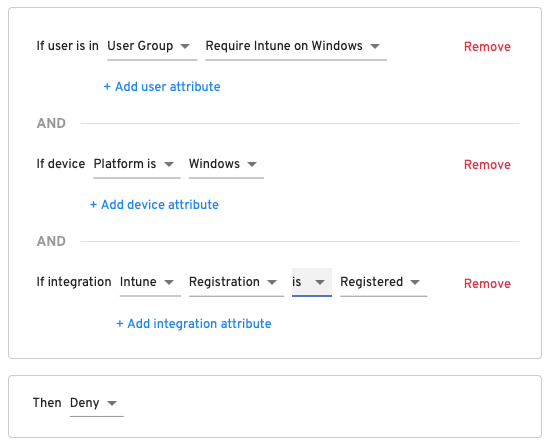 If user is in User Group Require Intune on Windows Remove
+ Add user attribute
AND
If device Platform is Windows Remove
+ Add device attribute
AND
If integration Intune Registration is Registered Remove
+ Add integration attribute
Then Deny